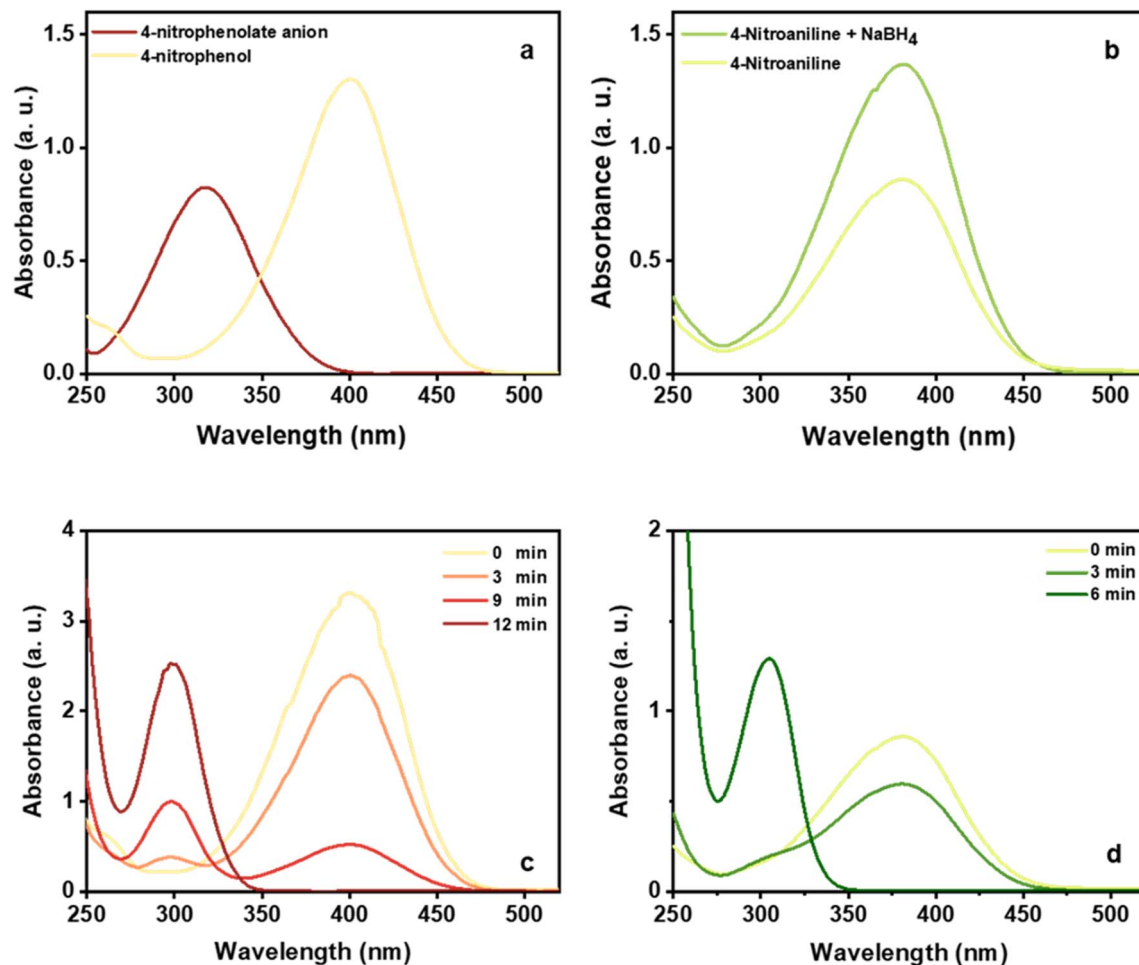 1.5
4-nitrophenolate anion
4-nitrophenol
a
1.0
0.5
0.0
Absorbance (a. u.)
250 300 350 400 450 500
Wavelength (nm)
1.5
4-Nitroaniline + NaBH₄
4-Nitroaniline
b
1.0
0.5
0.0
Absorbance (a. u.)
250 300 350 400 450 500
Wavelength (nm)
4
0 min
3 min
9 min
12 min
3
2
1
0
c
Absorbance (a. u.)
250 300 350 400 450 500
Wavelength (nm)
2
0 min
3 min
6 min
1
0
d
Absorbance (a. u.)
250 300 350 400 450 500
Wavelength (nm)